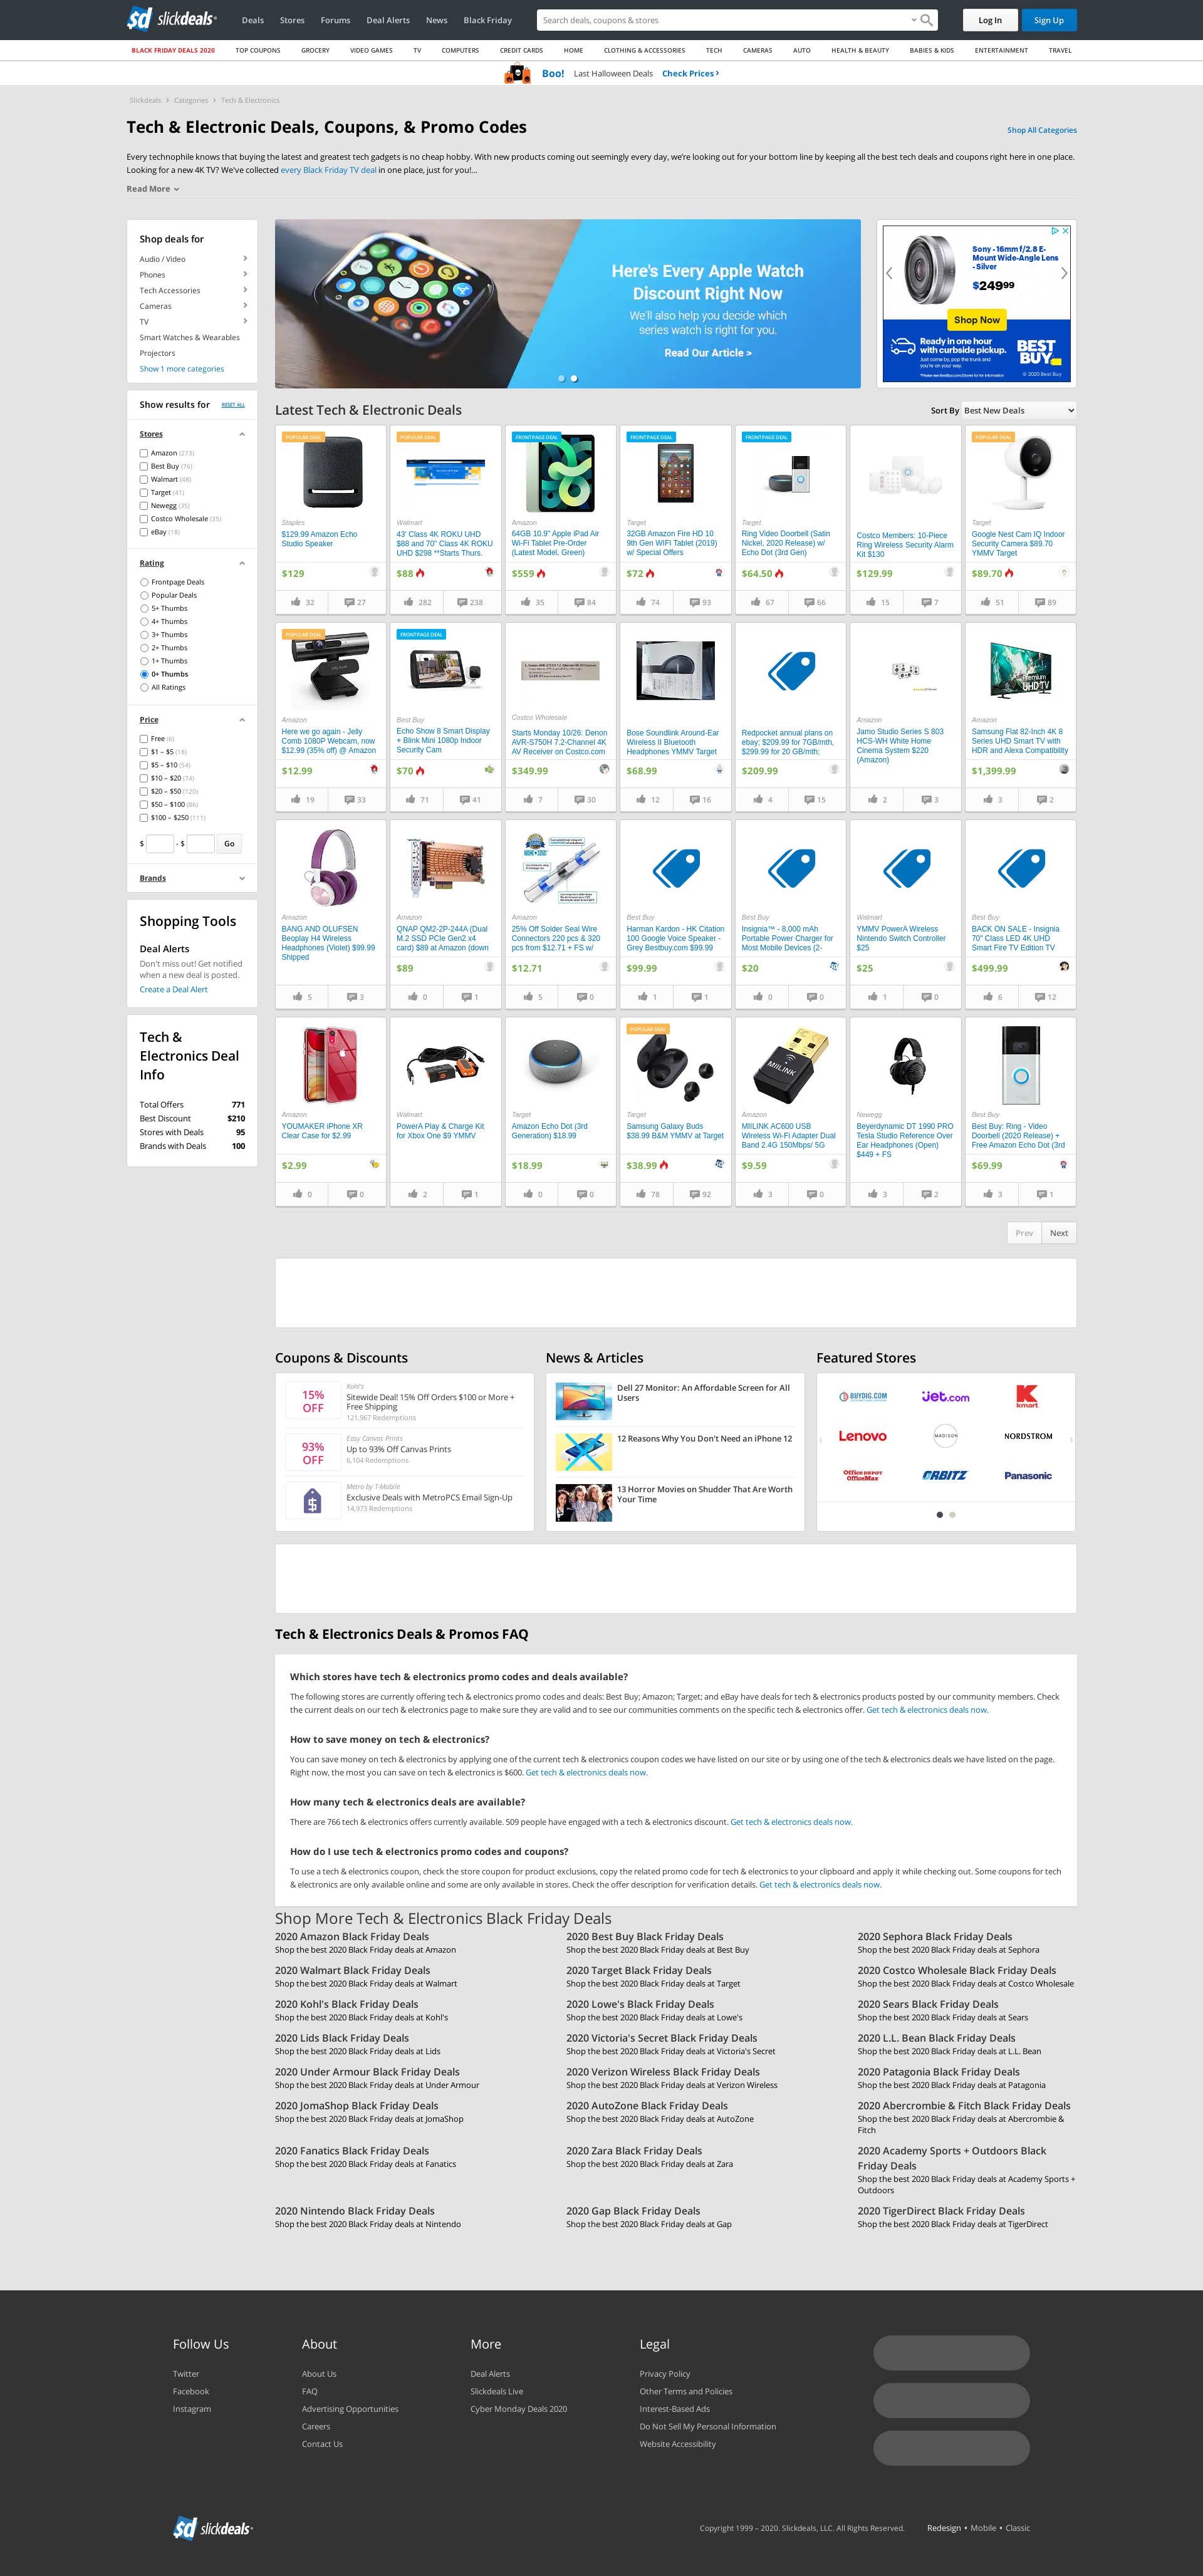 slickdeals
Deals Stores Forums Deal Alerts News Black Friday
Search deals, coupons & stores
Log In Sign Up
BLACK FRIDAY DEALS 2020 TOP COUPONS GROCERY VIDEO GAMES TV COMPUTERS CREDIT CARDS HOME CLOTHING & ACCESSORIES TECH CAMERAS AUTO HEALTH & BEAUTY BABIES & KIDS ENTERTAINMENT TRAVEL
Boo! Last Halloween Deals Check Prices
Slickdeals > Categories > Tech & Electronics
Tech & Electronic Deals, Coupons, & Promo Codes
Shop All Categories
Every technophile knows that buying the latest and greatest tech gadgets is no cheap hobby. With new products coming out seemingly every day, we're looking out for your bottom line by keeping all the best tech deals and coupons right here in one place.
Looking for a new 4K TV? We've collected every Black Friday TV deal in one place, just for you!...
Read More
Shop deals for
Audio / Video
Phones
Tech Accessories
Cameras
TV
Smart Watches & Wearables
Projectors
Show 1 more categories
Show results for RESET ALL
Stores
Amazon (273)
Best Buy (76)
Walmart (48)
Target (41)
Newegg (35)
Costco Wholesale (35)
eBay (18)
Rating
Frontpage Deals
Popular Deals
5+ Thumbs
4+ Thumbs
3+ Thumbs
2+ Thumbs
1+ Thumbs
0+ Thumbs
All Ratings
Price
Free (6)
$1 – $5 (18)
$5 – $10 (54)
$10 – $20 (74)
$20 – $50 (120)
$50 – $100 (86)
$100 – $250 (111)
$ - $ Go
Brands
Shopping Tools
Deal Alerts
Don't miss out! Get notified
when a new deal is posted.
Create a Deal Alert
Tech &
Electronics Deal
Info
Total Offers 771
Best Discount $210
Stores with Deals 95
Brands with Deals 100
Here's Every Apple Watch
Discount Right Now
We'll also help you decide which
series watch is right for you.
Read Our Article >
Sony - 16mm f/2.8 E-
Mount Wide-Angle Lens
- Silver
$24999
Shop Now
Ready in one hour
with curbside pickup.
Just come by, pop the trunk and
you're on your way.
BEST
BUY
© 2020 Best Buy
Latest Tech & Electronic Deals
Sort By Best New Deals
POPULAR DEAL
Staples
$129.99 Amazon Echo
Studio Speaker
$129
32 27
POPULAR DEAL
Walmart
43' Class 4K ROKU UHD
$88 and 70" Class 4K ROKU
UHD $298 **Starts Thurs.
$88
282 238
FRONTPAGE DEAL
Amazon
64GB 10.9" Apple iPad Air
Wi-Fi Tablet Pre-Order
(Latest Model, Green)
$559
35 84
FRONTPAGE DEAL
Target
32GB Amazon Fire HD 10
9th Gen WIFI Tablet (2019)
w/ Special Offers
$72
74 93
FRONTPAGE DEAL
Target
Ring Video Doorbell (Satin
Nickel, 2020 Release) w/
Echo Dot (3rd Gen)
$64.50
67 66
Costco Members: 10-Piece
Ring Wireless Security Alarm
Kit $130
$129.99
15 7
POPULAR DEAL
Target
Google Nest Cam IQ Indoor
Security Camera $89.70
YMMV Target
$89.70
51 89
POPULAR DEAL
Amazon
Here we go again - Jelly
Comb 1080P Webcam, now
$12.99 (35% off) @ Amazon
$12.99
19 33
FRONTPAGE DEAL
Best Buy
Echo Show 8 Smart Display
+ Blink Mini 1080p Indoor
Security Cam
$70
71 41
Costco Wholesale
Starts Monday 10/26: Denon
AVR-S750H 7.2-Channel 4K
AV Receiver on Costco.com
$349.99
7 30
Bose Soundlink Around-Ear
Wireless II Bluetooth
Headphones YMMV Target
$68.99
12 16
Redpocket annual plans on
ebay; $209.99 for 7GB/mth,
$299.99 for 20 GB/mth;
$209.99
4 15
Amazon
Jamo Studio Series S 803
HCS-WH White Home
Cinema System $220
(Amazon)
2 3
Premium
UHD TV
Amazon
Samsung Flat 82-Inch 4K 8
Series UHD Smart TV with
HDR and Alexa Compatibility
$1,399.99
3 2
Amazon
BANG AND OLUFSEN
Beoplay H4 Wireless
Headphones (Violet) $99.99
Shipped
5 3
Amazon
QNAP QM2-2P-244A (Dual
M.2 SSD PCIe Gen2 x4
card) $89 at Amazon (down
$89
0 1
Amazon
25% Off Solder Seal Wire
Connectors 220 pcs & 320
pcs from $12.71 + FS w/
$12.71
5 0
Best Buy
Harman Kardon - HK Citation
100 Google Voice Speaker -
Grey Bestbuy.com $99.99
$99.99
1 1
Best Buy
Insignia™ - 8,000 mAh
Portable Power Charger for
Most Mobile Devices (2-
$20
0 0
Walmart
YMMV PowerA Wireless
Nintendo Switch Controller
$25
$25
1 0
Best Buy
BACK ON SALE - Insignia
70" Class LED 4K UHD
Smart Fire TV Edition TV
$499.99
6 12
Amazon
YOUMAKER iPhone XR
Clear Case for $2.99
$2.99
0 0
Walmart
PowerA Play & Charge Kit
for Xbox One $9 YMMV
2 1
Target
Amazon Echo Dot (3rd
Generation) $18.99
$18.99
0 0
POPULAR DEAL
Target
Samsung Galaxy Buds
$38.99 B&M YMMV at Target
$38.99
78 92
MIILINK
Amazon
MIILINK AC600 USB
Wireless Wi-Fi Adapter Dual
Band 2.4G 150Mbps/ 5G
$9.59
3 0
Newegg
Beyerdynamic DT 1990 PRO
Tesla Studio Reference Over
Ear Headphones (Open)
$449 + FS
3 2
Best Buy
Best Buy: Ring - Video
Doorbell (2020 Release) +
Free Amazon Echo Dot (3rd
$69.99
3 1
Prev Next
Coupons & Discounts
15%
OFF
Kohl's
Sitewide Deal! 15% Off Orders $100 or More +
Free Shipping
121,967 Redemptions
93%
OFF
Easy Canvas Prints
Up to 93% Off Canvas Prints
6,104 Redemptions
Metro by T-Mobile
Exclusive Deals with MetroPCS Email Sign-Up
14,973 Redemptions
News & Articles
Dell 27 Monitor: An Affordable Screen for All
Users
12 Reasons Why You Don't Need an iPhone 12
13 Horror Movies on Shudder That Are Worth
Your Time
Featured Stores
BUYDIG.COM jet.com kmart
Lenovo MADISON NORDSTROM
Office DEPOT
OfficeMax
ORBITZ Panasonic
Tech & Electronics Deals & Promos FAQ
Which stores have tech & electronics promo codes and deals available?
The following stores are currently offering tech & electronics promo codes and deals: Best Buy; Amazon; Target; and eBay have deals for tech & electronics products posted by our community members. Check
the current deals on our tech & electronics page to make sure they are valid and to see our communities comments on the specific tech & electronics offer. Get tech & electronics deals now.
How to save money on tech & electronics?
You can save money on tech & electronics by applying one of the current tech & electronics coupon codes we have listed on our site or by using one of the tech & electronics deals we have listed on the page.
Right now, the most you can save on tech & electronics is $600. Get tech & electronics deals now.
How many tech & electronics deals are available?
There are 766 tech & electronics offers currently available. 509 people have engaged with a tech & electronics discount. Get tech & electronics deals now.
How do I use tech & electronics promo codes and coupons?
To use a tech & electronics coupon, check the store coupon for product exclusions, copy the related promo code for tech & electronics to your clipboard and apply it while checking out. Some coupons for tech
& electronics are only available online and some are only available in stores. Check the offer description for verification details. Get tech & electronics deals now.
Shop More Tech & Electronics Black Friday Deals
2020 Amazon Black Friday Deals
Shop the best 2020 Black Friday deals at Amazon
2020 Best Buy Black Friday Deals
Shop the best 2020 Black Friday deals at Best Buy
2020 Sephora Black Friday Deals
Shop the best 2020 Black Friday deals at Sephora
2020 Walmart Black Friday Deals
Shop the best 2020 Black Friday deals at Walmart
2020 Target Black Friday Deals
Shop the best 2020 Black Friday deals at Target
2020 Costco Wholesale Black Friday Deals
Shop the best 2020 Black Friday deals at Costco Wholesale
2020 Kohl's Black Friday Deals
Shop the best 2020 Black Friday deals at Kohl's
2020 Lowe's Black Friday Deals
Shop the best 2020 Black Friday deals at Lowe's
2020 Sears Black Friday Deals
Shop the best 2020 Black Friday deals at Sears
2020 Lids Black Friday Deals
Shop the best 2020 Black Friday deals at Lids
2020 Victoria's Secret Black Friday Deals
Shop the best 2020 Black Friday deals at Victoria's Secret
2020 L.L. Bean Black Friday Deals
Shop the best 2020 Black Friday deals at L.L. Bean
2020 Under Armour Black Friday Deals
Shop the best 2020 Black Friday deals at Under Armour
2020 Verizon Wireless Black Friday Deals
Shop the best 2020 Black Friday deals at Verizon Wireless
2020 Patagonia Black Friday Deals
Shop the best 2020 Black Friday deals at Patagonia
2020 JomaShop Black Friday Deals
Shop the best 2020 Black Friday deals at JomaShop
2020 AutoZone Black Friday Deals
Shop the best 2020 Black Friday deals at AutoZone
2020 Abercrombie & Fitch Black Friday Deals
Shop the best 2020 Black Friday deals at Abercrombie &
Fitch
2020 Fanatics Black Friday Deals
Shop the best 2020 Black Friday deals at Fanatics
2020 Zara Black Friday Deals
Shop the best 2020 Black Friday deals at Zara
2020 Academy Sports + Outdoors Black
Friday Deals
Shop the best 2020 Black Friday deals at Academy Sports +
Outdoors
2020 Nintendo Black Friday Deals
Shop the best 2020 Black Friday deals at Nintendo
2020 Gap Black Friday Deals
Shop the best 2020 Black Friday deals at Gap
2020 TigerDirect Black Friday Deals
Shop the best 2020 Black Friday deals at TigerDirect
Follow Us
Twitter
Facebook
Instagram
About
About Us
FAQ
Advertising Opportunities
Careers
Contact Us
More
Deal Alerts
Slickdeals Live
Cyber Monday Deals 2020
Legal
Privacy Policy
Other Terms and Policies
Interest-Based Ads
Do Not Sell My Personal Information
Website Accessibility
slickdeals
Copyright 1999 – 2020. Slickdeals, LLC. All Rights Reserved. Redesign • Mobile • Classic